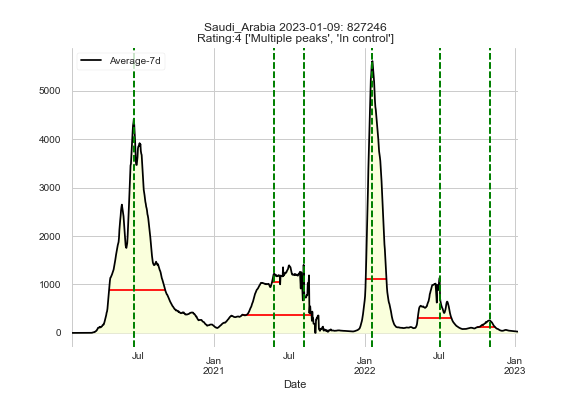 Saudi_Arabia 2023-01-09: 827246
Rating:4 ['Multiple peaks', 'In control']
Average-7d
5000
4000
3000
2000
1000
0
Jul
Jan
2021
Jul
Jan
2022
Jul
Jan
2023
Date